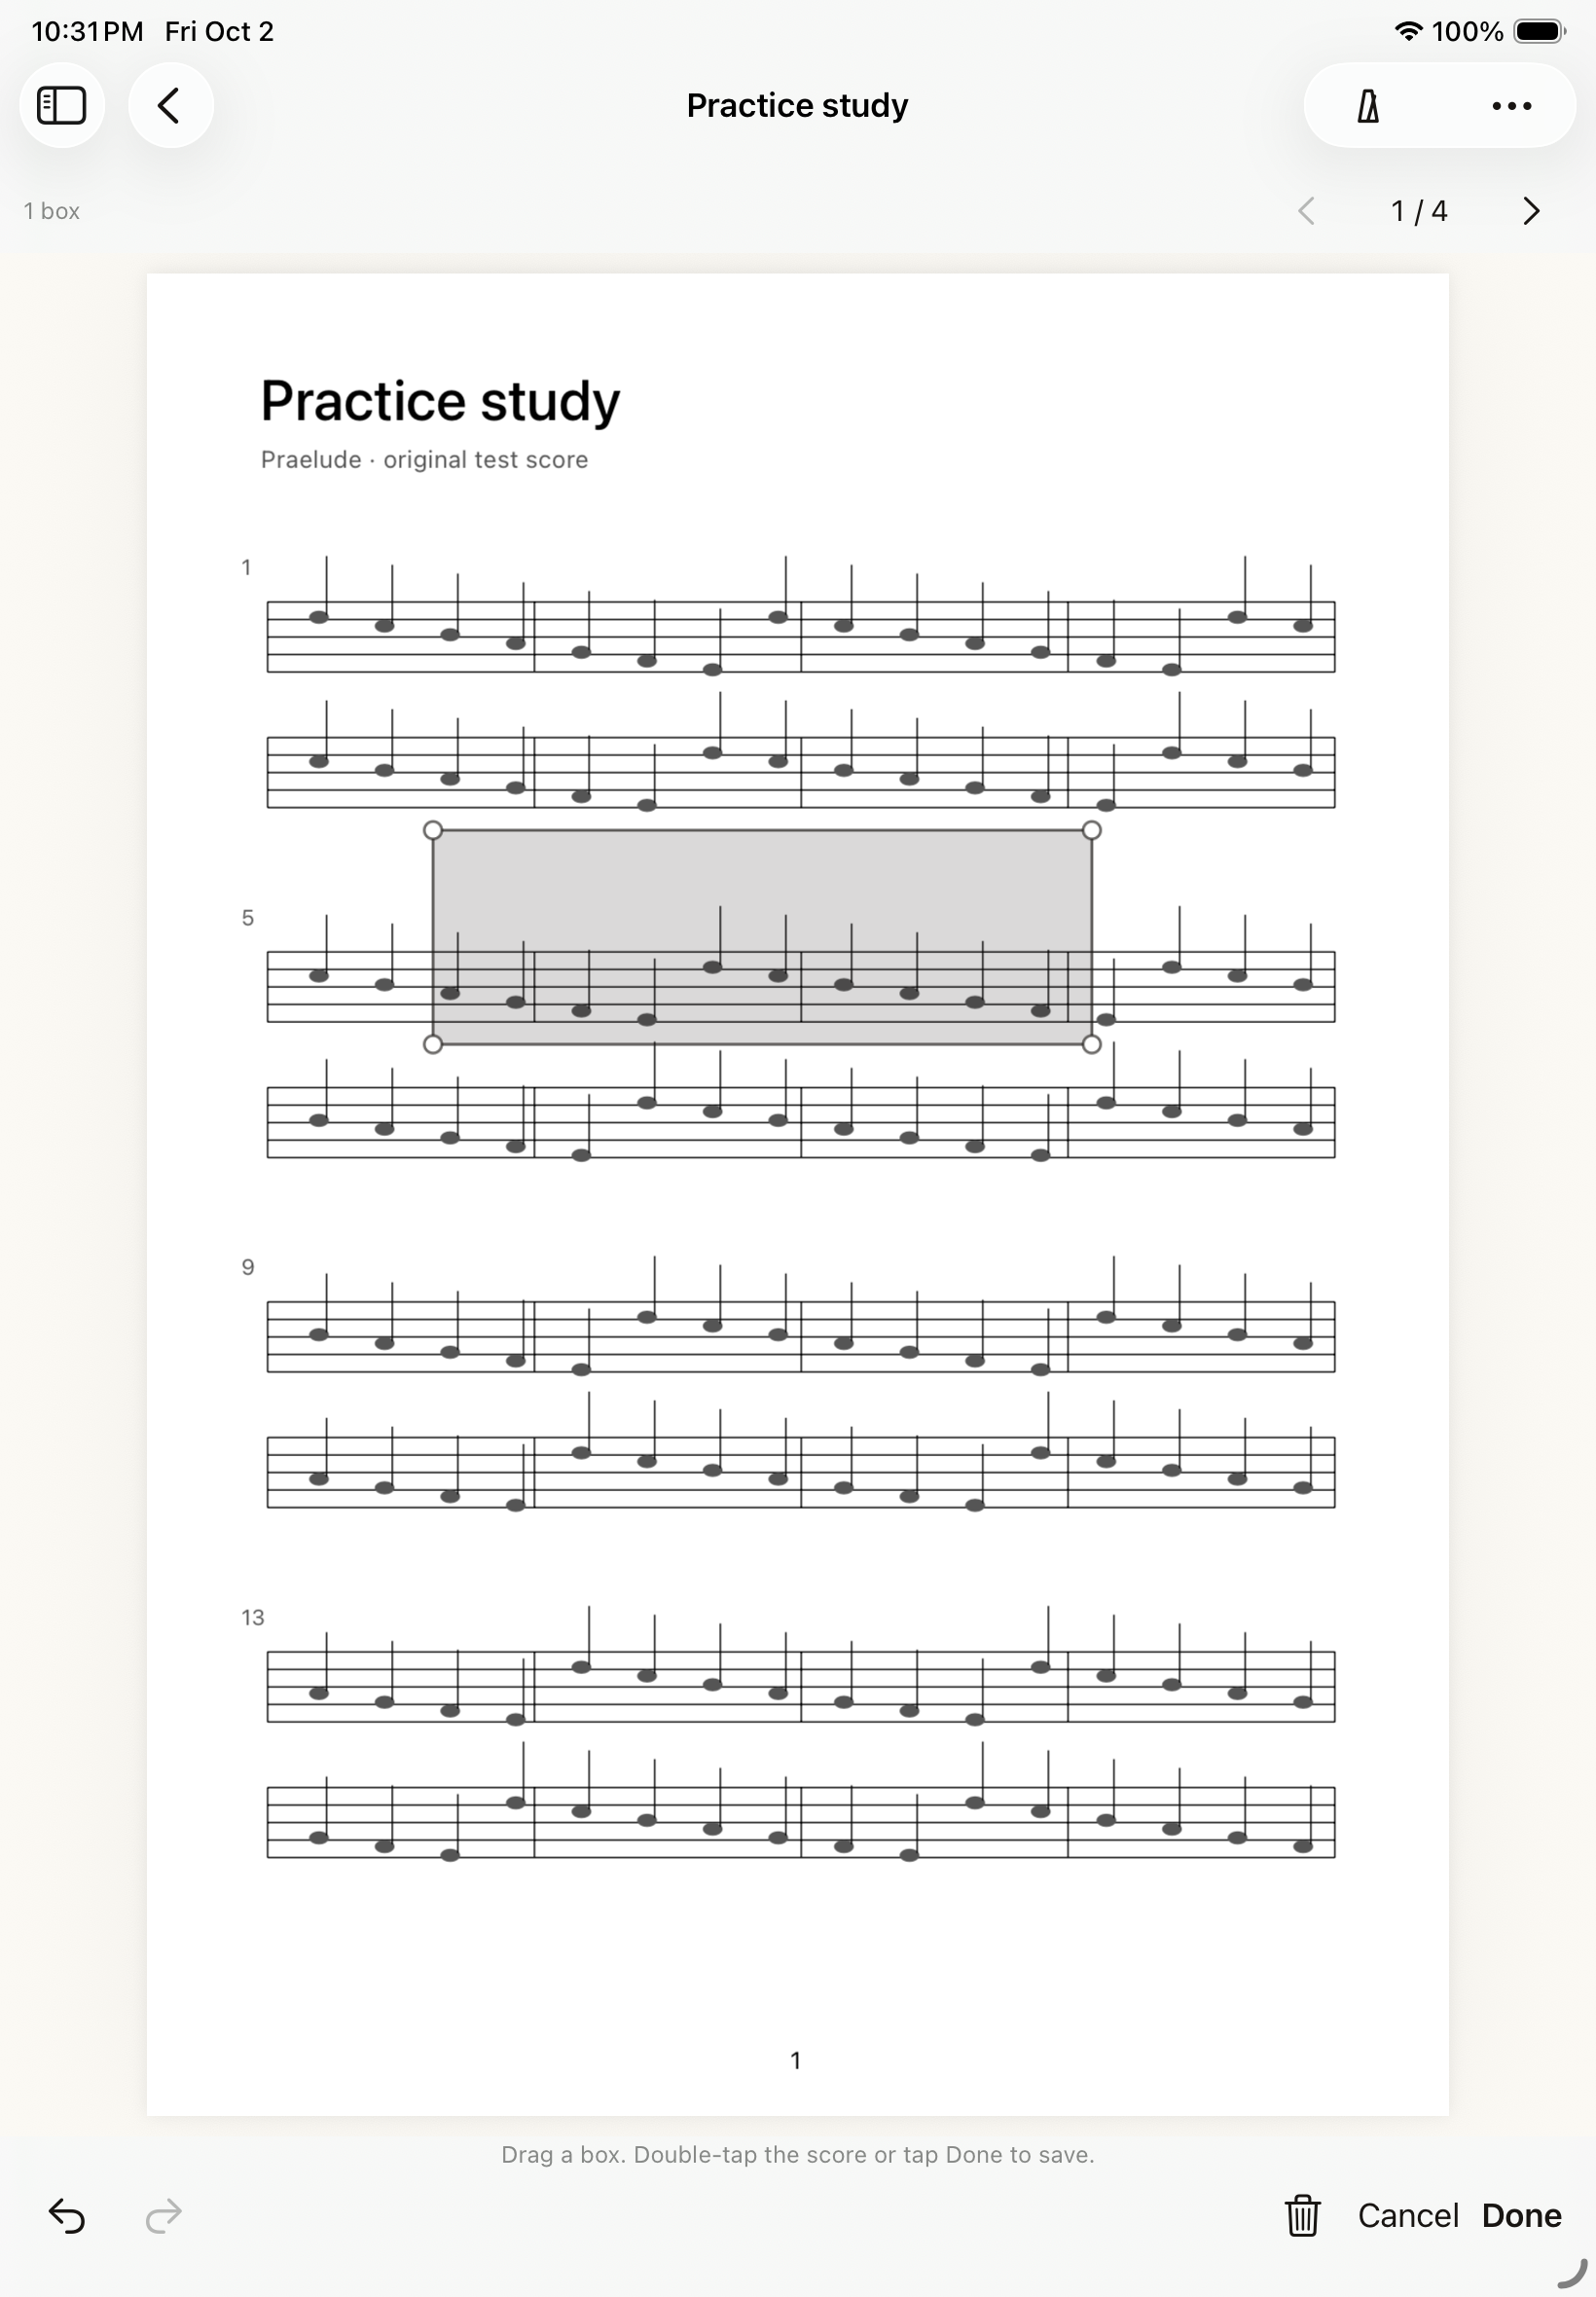 10:31 PM Fri Oct 2 100%
Practice study
1 box 1 / 4
Practice study
Praelude · original test score
1
5
9
13
1
Drag a box. Double-tap the score or tap Done to save.
Cancel Done